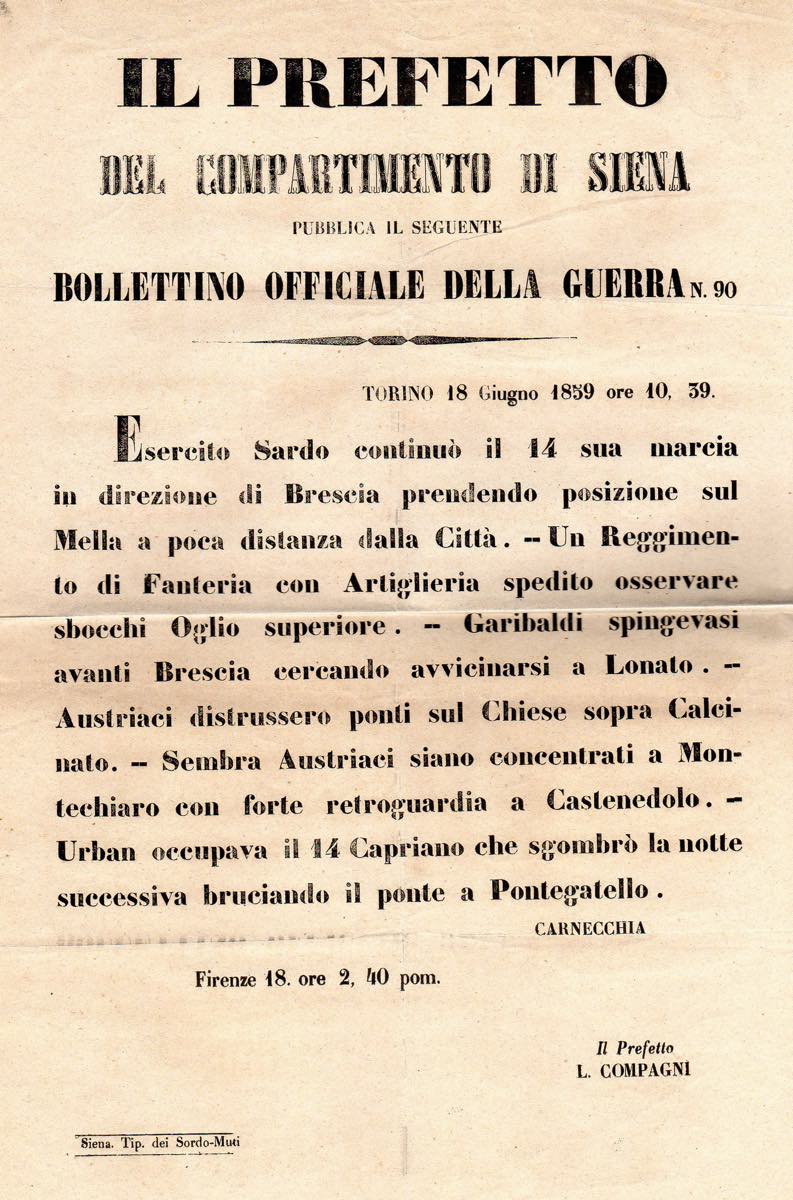 IL PREFETTO
DEL COMPARTIMENTO DI SIENA
PUBBLICA IL SEGUENTE
BOLLETTINO OFFICIALE DELLA GUERRA N. 90
TORINO 18 Giugno 1859 ore 10, 39.
Esercito Sardo continuò il 14 sua marcia
in direzione di Brescia prendendo posizione sul
Mella a poca distanza dalla Città. -- Un Reggimen-
to di Fanteria con Artiglieria spedito osservare
sbocchi Oglio superiore. -- Garibaldi spingevasi
avanti Brescia cercando avvicinarsi a Lonato. --
Austriaci distrussero ponti sul Chiese sopra Calci-
nato. -- Sembra Austriaci siano concentrati a Mon-
techiaro con forte retroguardia a Castenedolo. --
Urban occupava il 14 Capriano che sgombrò la notte
successiva bruciando il ponte a Pontegatello.
CARNECCHIA
Firenze 18. ore 2, 40 pom.
Il Prefetto
L. COMPAGNI
Siena. Tip. dei Sordo-Muti